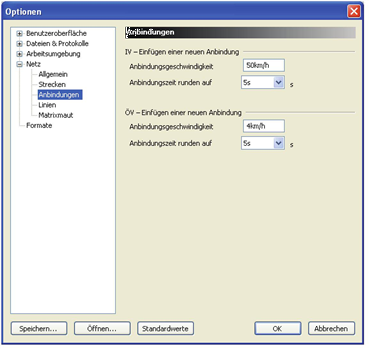 Optionen
Benutzeroberfläche
Dateien & Protokolle
Arbeitsumgebung
Netz
Allgemein
Strecken
Anbindungen
Linien
Matrixmaut
Formate
IV – Einfügen einer neuen Anbindung
Anbindungsgeschwindigkeit 50km/h
Anbindungszeit runden auf 5s s
ÖV – Einfügen einer neuen Anbindung
Anbindungsgeschwindigkeit 4km/h
Anbindungszeit runden auf 5s s
Speichern... Öffnen... Standardwerte OK Abbrechen